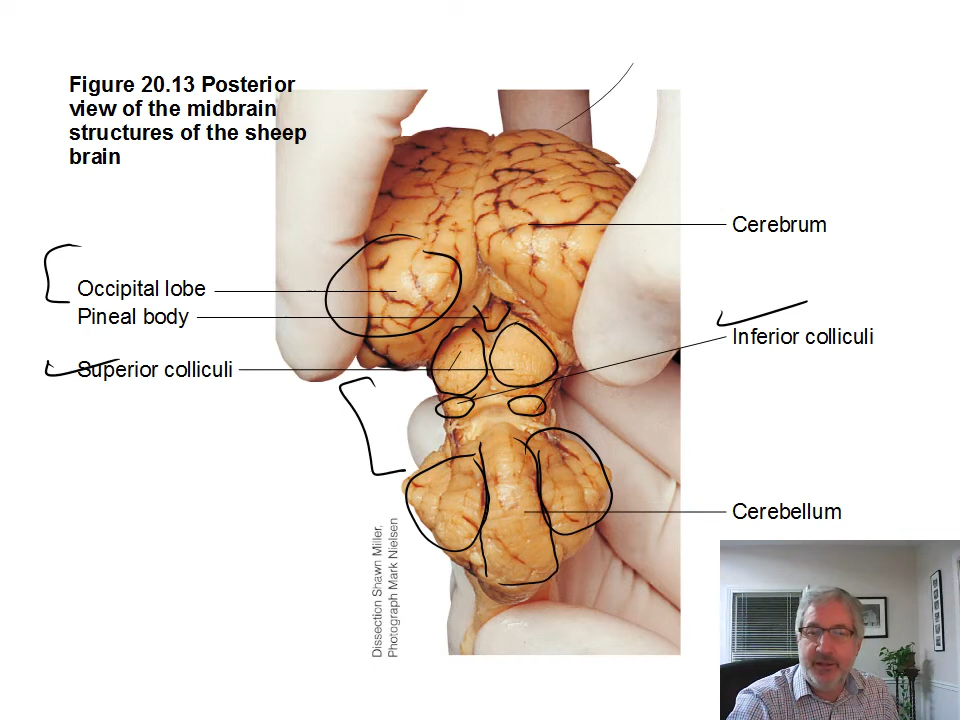 Figure 20.13 Posterior
view of the midbrain
structures of the sheep
brain
Cerebrum
Occipital lobe
Pineal body
Inferior colliculi
Superior colliculi
Cerebellum
Dissection Shawn Miller,
Photograph Mark Nielsen